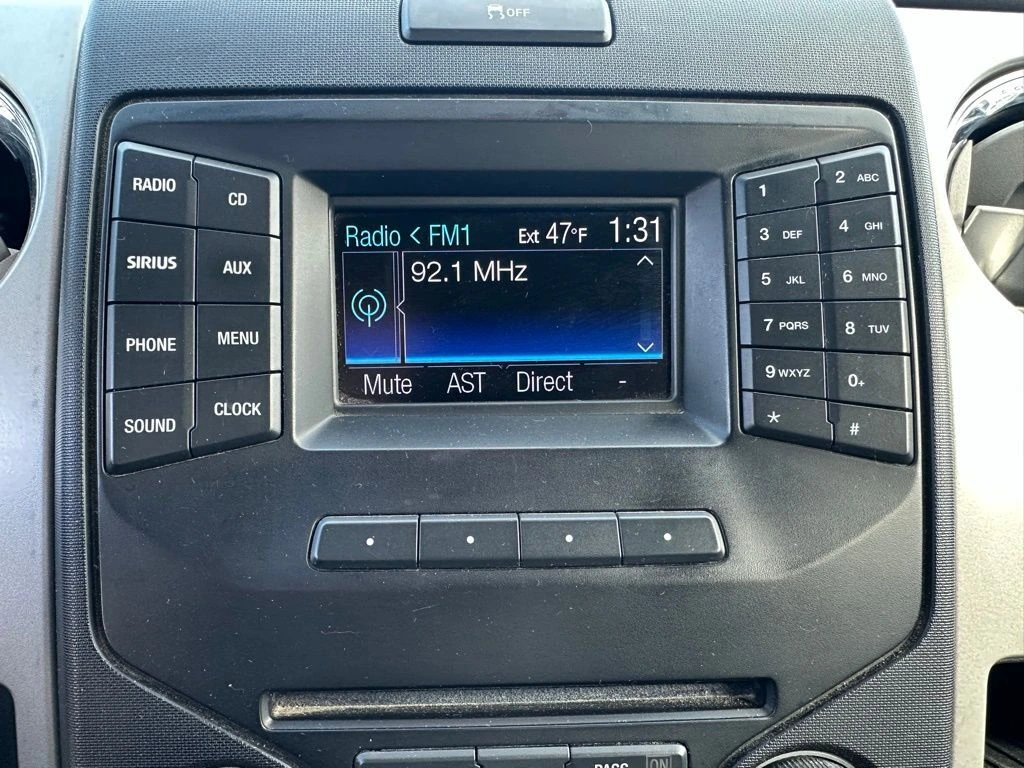 OFF
RADIO
CD
SIRIUS
AUX
PHONE
MENU
SOUND
CLOCK
Radio < FM1 Ext 47°F 1:31
92.1 MHz
Mute AST Direct -
1
2 ABC
3 DEF
4 GHI
5 JKL
6 MNO
7 PQRS
8 TUV
9 WXYZ
0+
*
#
PASS ON